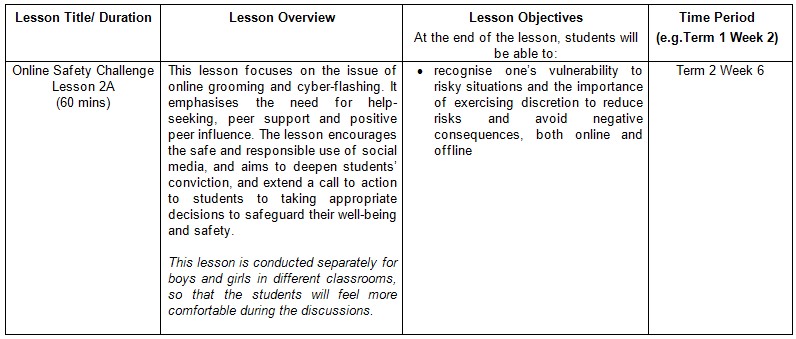 Lesson Title/ Duration
Lesson Overview
Lesson Objectives
At the end of the lesson, students will
be able to:
Time Period
(e.g.Term 1 Week 2)
Online Safety Challenge
Lesson 2A
(60 mins)
This lesson focuses on the issue of
online grooming and cyber-flashing. It
emphasises the need for help-
seeking, peer support and positive
peer influence. The lesson encourages
the safe and responsible use of social
media, and aims to deepen students'
conviction, and extend a call to action
to students to taking appropriate
decisions to safeguard their well-being
and safety.
This lesson is conducted separately for
boys and girls in different classrooms,
so that the students will feel more
comfortable during the discussions.
• recognise one's vulnerability to
risky situations and the importance
of exercising discretion to reduce
risks and avoid negative
consequences, both online and
offline
Term 2 Week 6